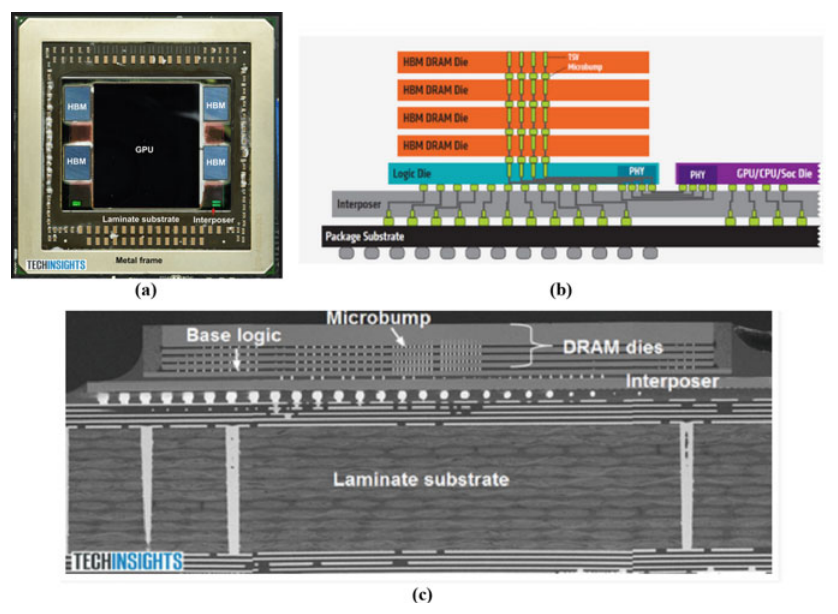 HBM
HBM
GPU
HBM
HBM
Laminate substrate
Interposer
Metal frame
TECHINSIGHTS
(a)
HBM DRAM Die
TSV
Microbump
HBM DRAM Die
HBM DRAM Die
HBM DRAM Die
Logic Die
PHY
PHY
GPU/CPU/Soc Die
Interposer
Package Substrate
(b)
Microbump
Base logic
DRAM dies
Interposer
Laminate substrate
TECHINSIGHTS
(c)